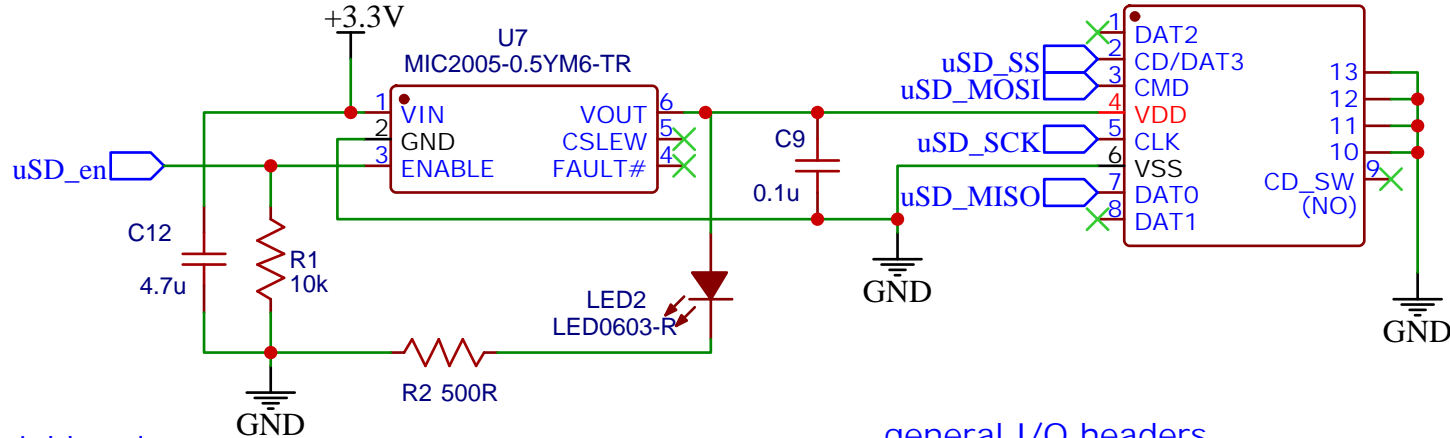 +3.3V
U7
MIC2005-0.5YM6-TR
1 VIN
2 GND
3 ENABLE
VOUT 6
CSLEW 5
FAULT# 4
uSD_en
C12
4.7u
R1
10k
GND
R2 500R
LED2
LED0603-R
C9
0.1u
GND
uSD_SS
uSD_MOSI
uSD_SCK
uSD_MISO
1 DAT2
2 CD/DAT3
3 CMD
4 VDD
5 CLK
6 VSS
7 DAT0
8 DAT1
13
12
11
10
9
CD_SW
(NO)
GND
general I/O headers